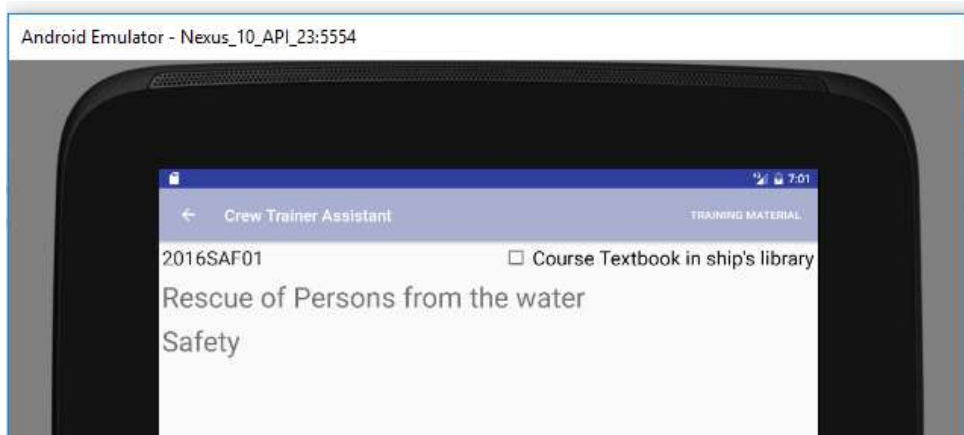 Android Emulator - Nexus_10_API_23:5554
7:01
Crew Trainer Assistant TRAINING MATERIAL
2016SAF01 Course Textbook in ship's library
Rescue of Persons from the water
Safety